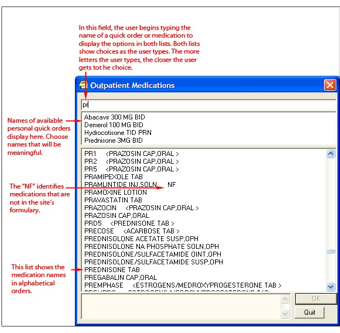 In this field, the user begins typing the
name of a quick order or medication to
display the options in both lists. Both lists
show choices as the user types. The more
letters the user types, the closer the user
gets tot he choice.
Outpatient Medications
pr
Names of available
personal quick orders
display here. Choose
names that will be
meaningful.
Abacavir 300 MG BID
Demerol 100 MG BID
Hydrocotisone TID PRN
Prednisone 3MG BID
The "NF" identifies
medications that are
not in the site's
formulary.
This list shows the
medication names
in alphabetical
orders.
PR1 <PRAZOSIN CAP,ORAL >
PR2 <PRAZOSIN CAP,ORAL >
PR5 <PRAZOSIN CAP,ORAL >
PRAMIPEXOLE TAB
PRAMLINTIDE INJ,SOLN NF
PRAMOXINE LOTION
PRAVASTATIN TAB
PRAZOCIN <PRAZOSIN CAP,ORAL >
PRAZOSIN CAP,ORAL
PRD5 <PREDNISONE TAB >
PRECOSE <ACARBOSE TAB >
PREDNISOLONE ACETATE SUSP,OPH
PREDNISOLONE NA PHOSPHATE SOLN,OPH
PREDNISOLONE/SULFACETAMIDE OINT,OPH
PREDNISOLONE/SULFACETAMIDE SUSP,OPH
PREDNISONE TAB
PREGABALIN CAP,ORAL
PREMPHASE <ESTROGENS/MEDROXYPROGESTERONE TAB >
OK
Quit